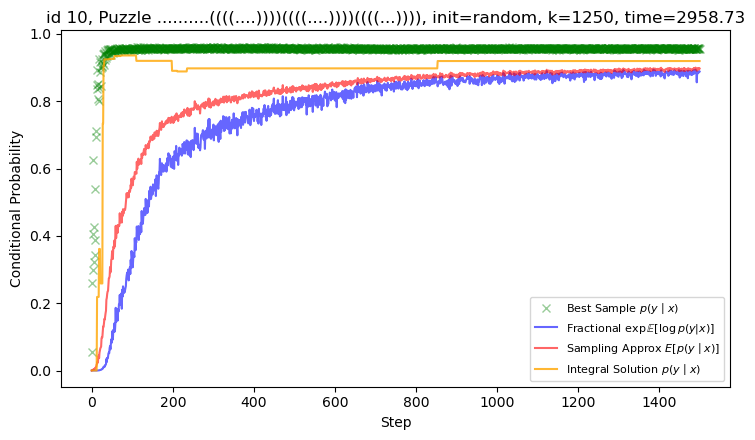 id 10, Puzzle ..........((((....))))((((....))))((((...)))), init=random, k=1250, time=2958.73
1.0
0.8
0.6
0.4
0.2
0.0
Conditional Probability
Best Sample p(y | x)
Fractional exp𝔼[log p(y|x)]
Sampling Approx E[p(y | x)]
Integral Solution p(y | x)
0 200 400 600 800 1000 1200 1400
Step